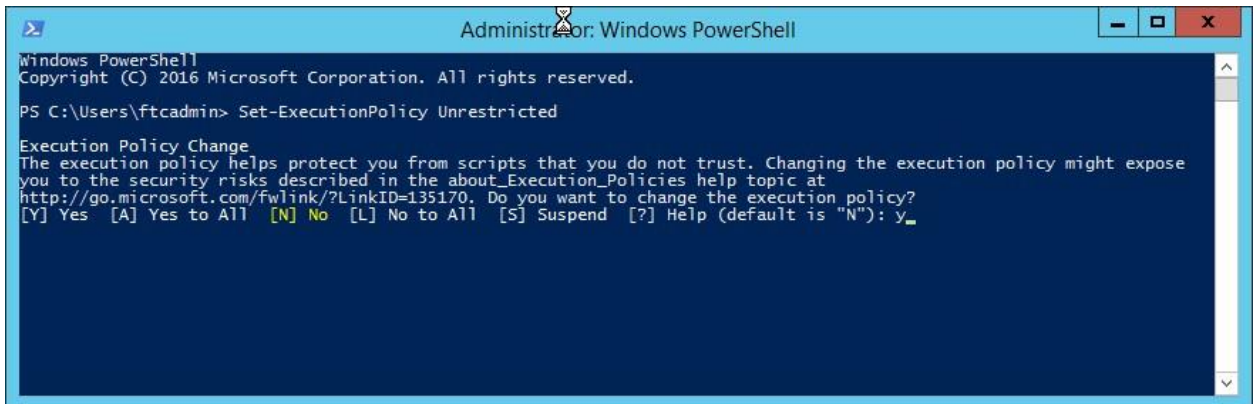 Administrator: Windows PowerShell
Windows PowerShell
Copyright (C) 2016 Microsoft Corporation. All rights reserved.
PS C:\Users\ftcadmin> Set-ExecutionPolicy Unrestricted
Execution Policy Change
The execution policy helps protect you from scripts that you do not trust. Changing the execution policy might expose
you to the security risks described in the about_Execution_Policies help topic at
http://go.microsoft.com/fwlink/?LinkID=135170. Do you want to change the execution policy?
[Y] Yes  [A] Yes to All  [N] No  [L] No to All  [S] Suspend  [?] Help (default is "N"): y_